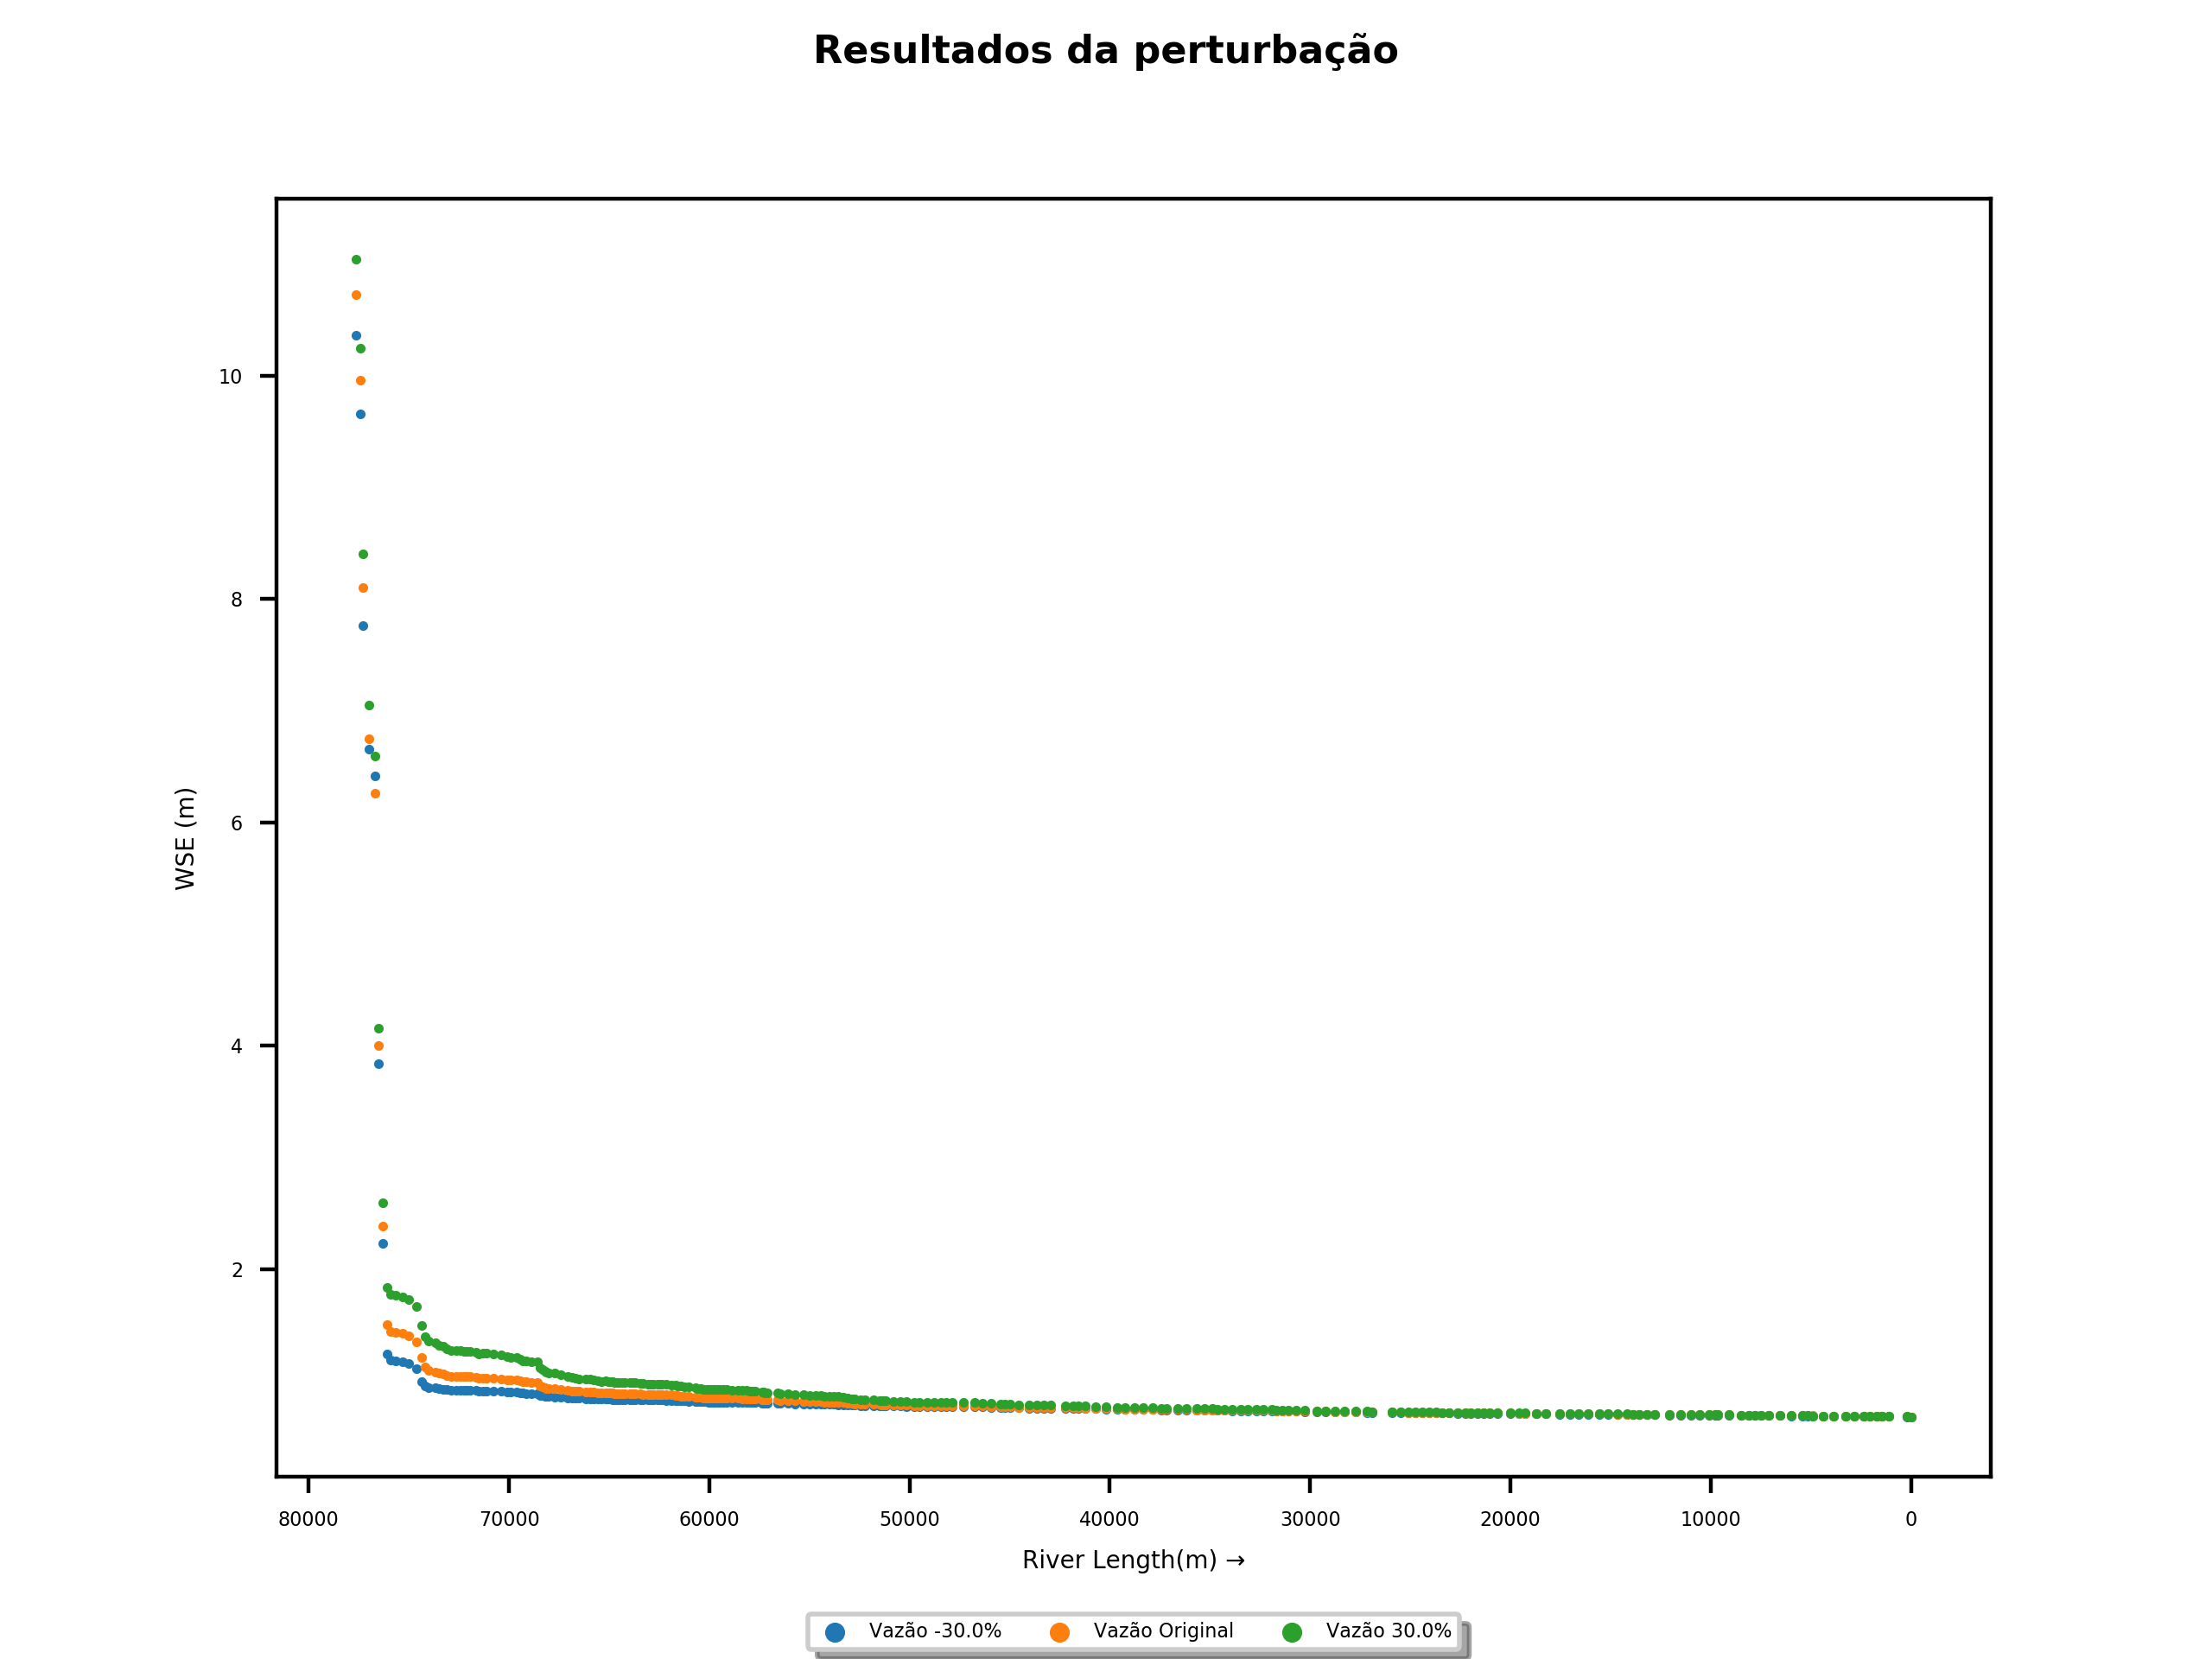 Resultados da perturbação
10
8
6
4
2
WSE (m)
80000 70000 60000 50000 40000 30000 20000 10000 0
River Length(m) →
Vazão -30.0% Vazão Original Vazão 30.0%